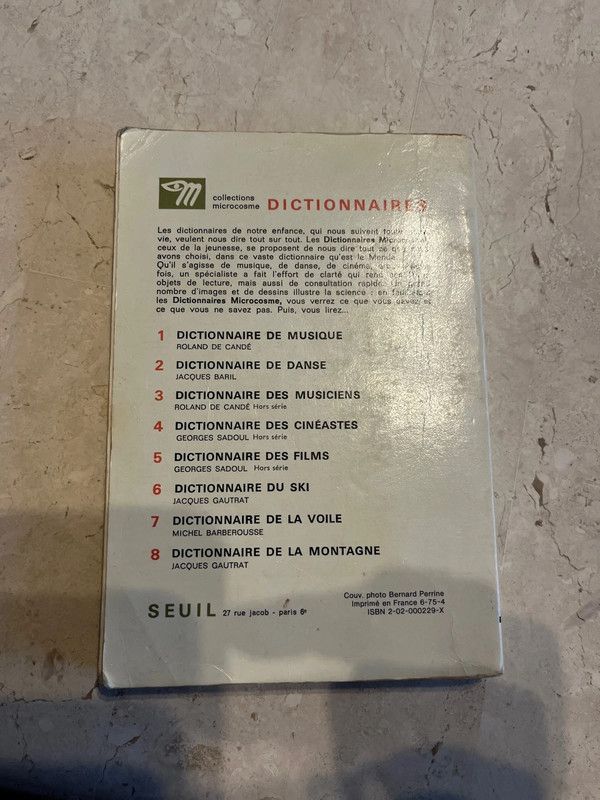 m
collections
microcosme DICTIONNAIRES
Les dictionnaires de notre enfance, qui nous suivent toute
vie, veulent nous dire tout sur tout. Les Dictionnaires
ceux de la jeunesse, se proposent de nous dire tout
avons choisi, dans ce vaste dictionnaire qu'est le Monde
Qu'il s'agisse de musique, de danse, de cinéma,
fois, un spécialiste a fait l'effort de clarté qui rend
objets de lecture, mais aussi de consultation rapide. Un
nombre d'images et de dessins illustre la science : en
les Dictionnaires Microcosme, vous verrez ce que vous savez et
ce que vous ne savez pas. Puis, vous lirez...
1 DICTIONNAIRE DE MUSIQUE
ROLAND DE CANDÉ
2 DICTIONNAIRE DE DANSE
JACQUES BARIL
3 DICTIONNAIRE DES MUSICIENS
ROLAND DE CANDÉ Hors série
4 DICTIONNAIRE DES CINÉASTES
GEORGES SADOUL Hors série
5 DICTIONNAIRE DES FILMS
GEORGES SADOUL Hors série
6 DICTIONNAIRE DU SKI
JACQUES GAUTRAT
7 DICTIONNAIRE DE LA VOILE
MICHEL BARBEROUSSE
8 DICTIONNAIRE DE LA MONTAGNE
JACQUES GAUTRAT
SEUIL 27 rue jacob - paris 6e
Couv. photo Bernard Perrine
Imprimé en France 6-75-4
ISBN 2-02-000229-X